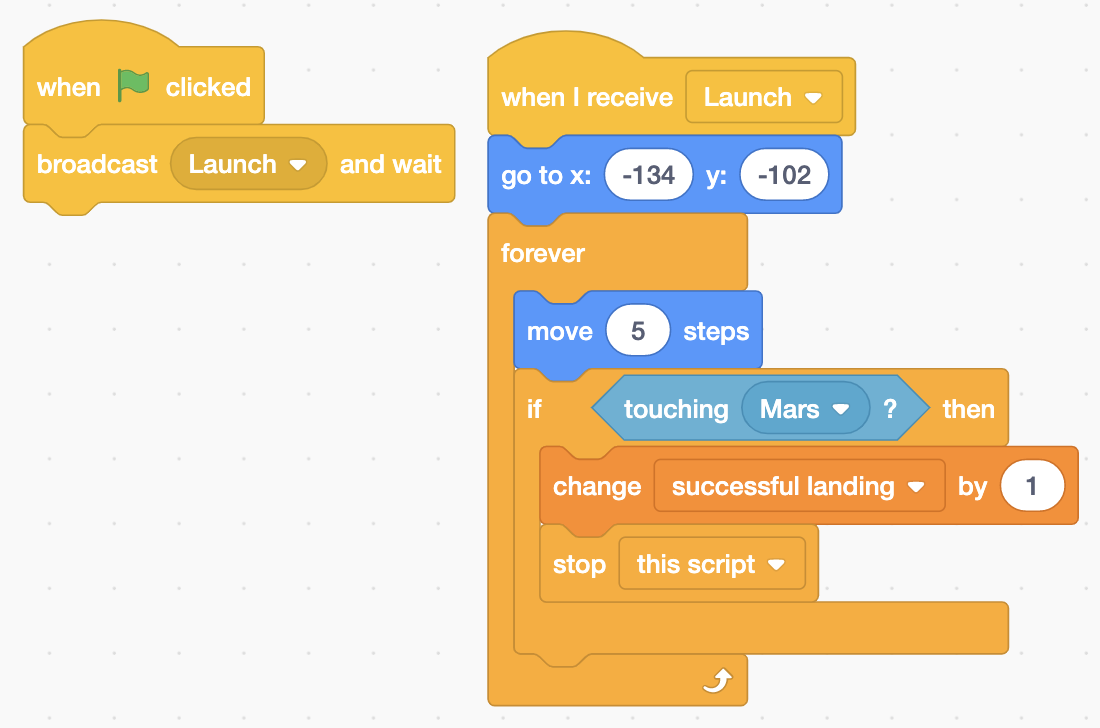 when clicked
broadcast Launch and wait
when I receive Launch
go to x: -134 y: -102
forever
move 5 steps
if touching Mars ? then
change successful landing by 1
stop this script